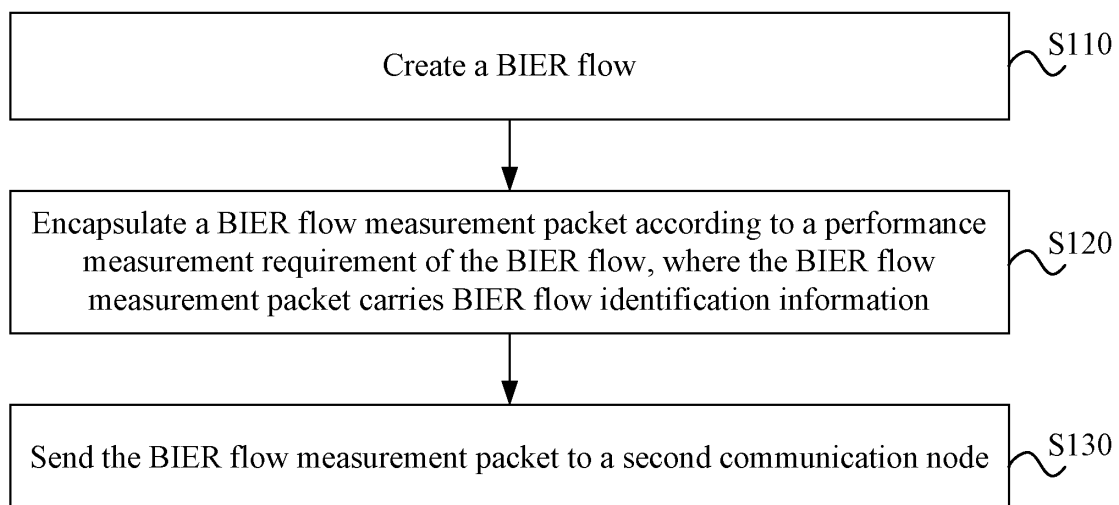 Create a BIER flow
S110
Encapsulate a BIER flow measurement packet according to a performance
measurement requirement of the BIER flow, where the BIER flow
measurement packet carries BIER flow identification information
S120
Send the BIER flow measurement packet to a second communication node
S130